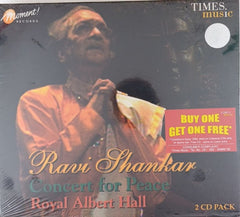 Moment!
RECORDS
TIMES
music
BUY ONE
GET ONE FREE*
Ravi Shankar
Concert for Peace
Royal Albert Hall
2 CD PACK